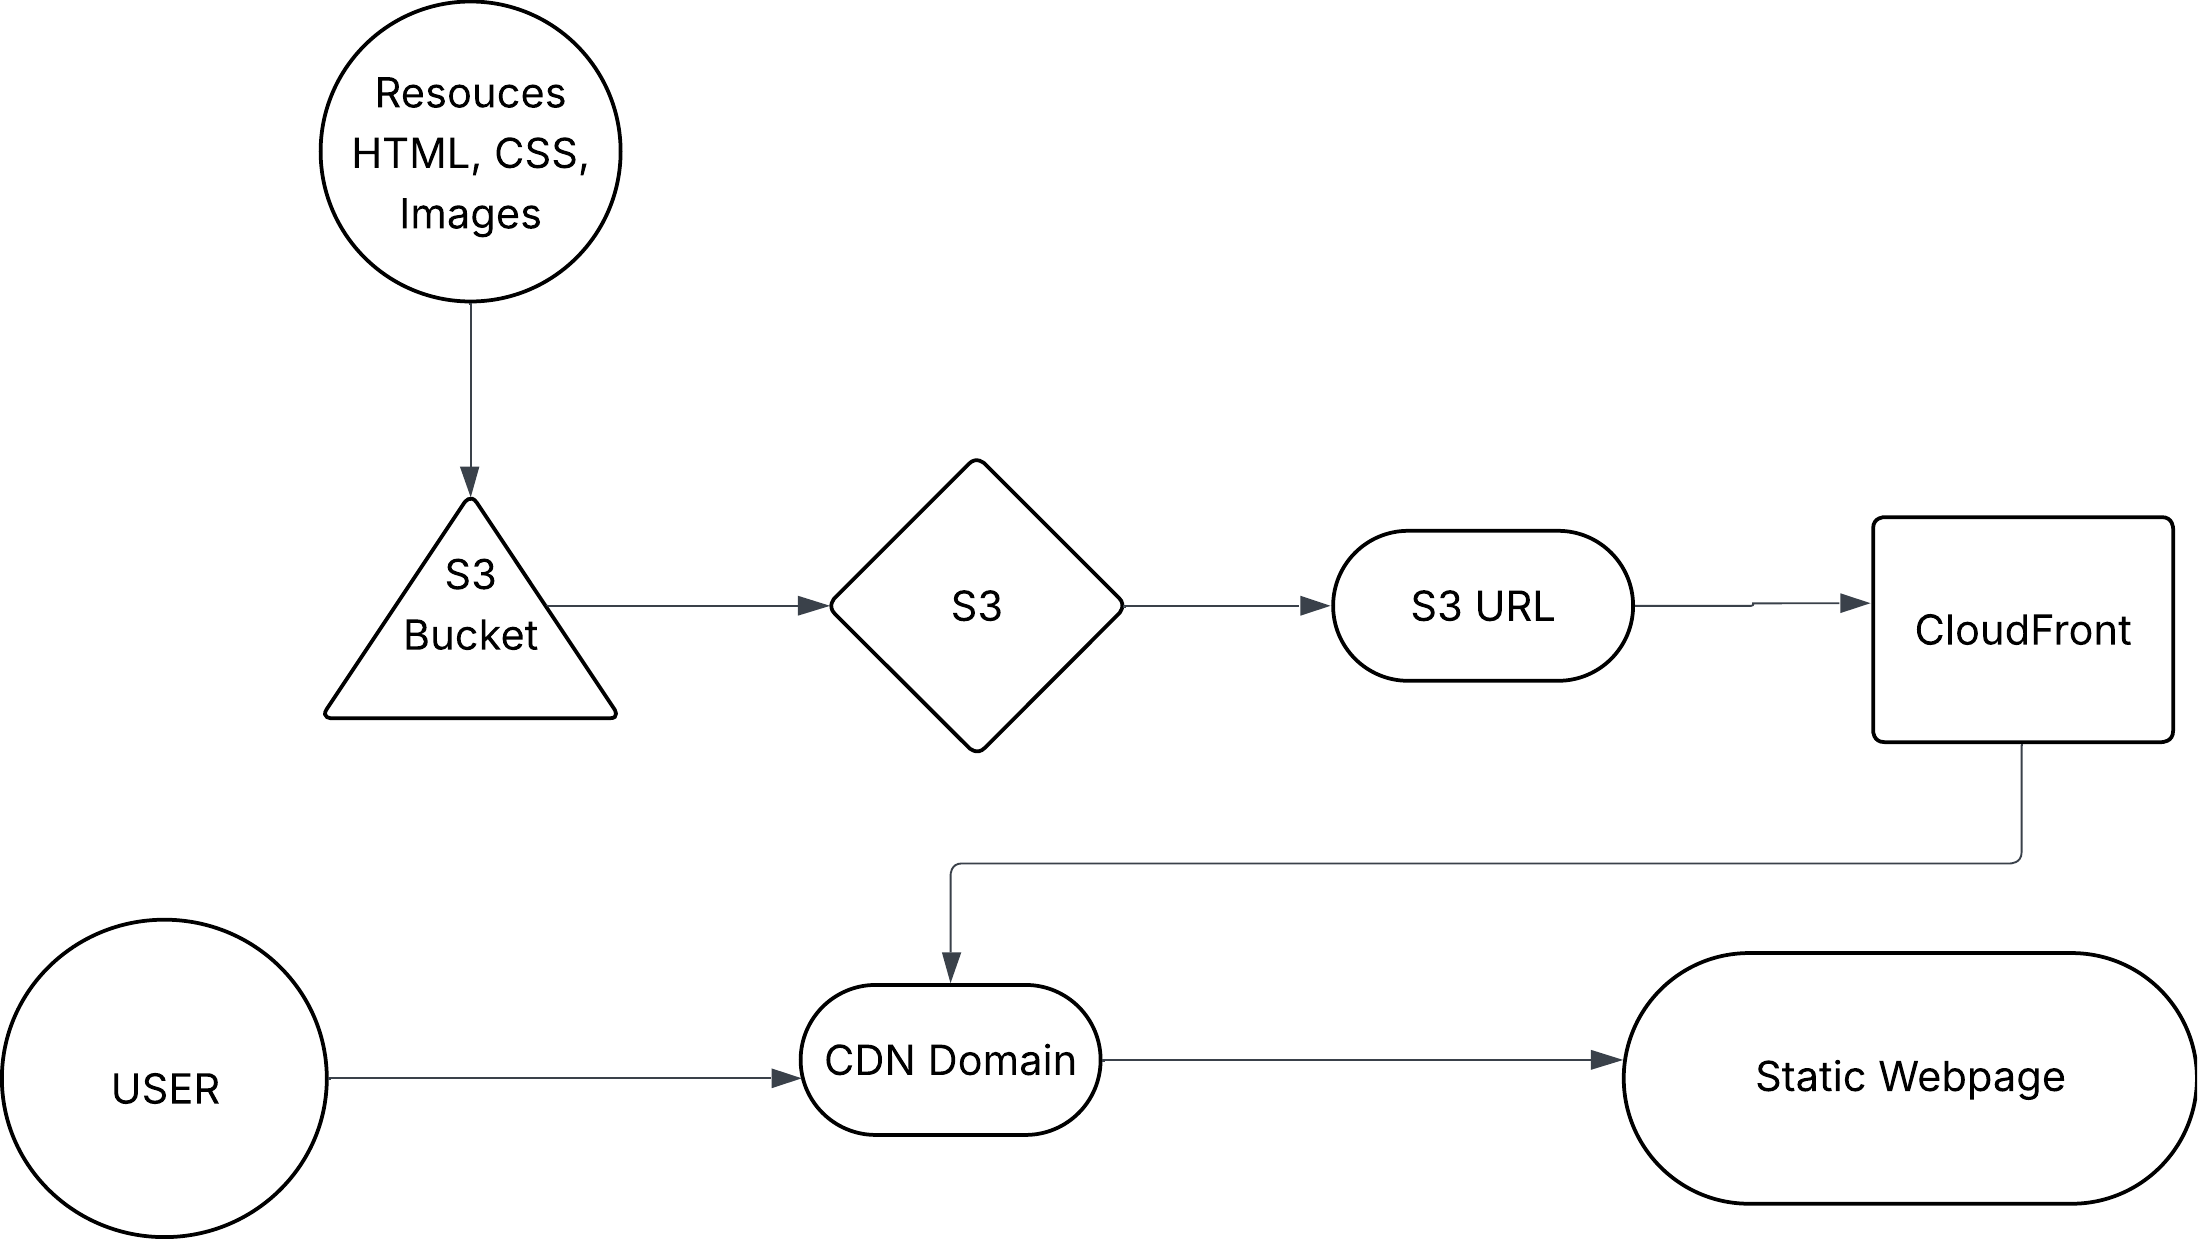 Resouces
HTML, CSS,
Images
S3
Bucket
S3
S3 URL
CloudFront
USER
CDN Domain
Static Webpage